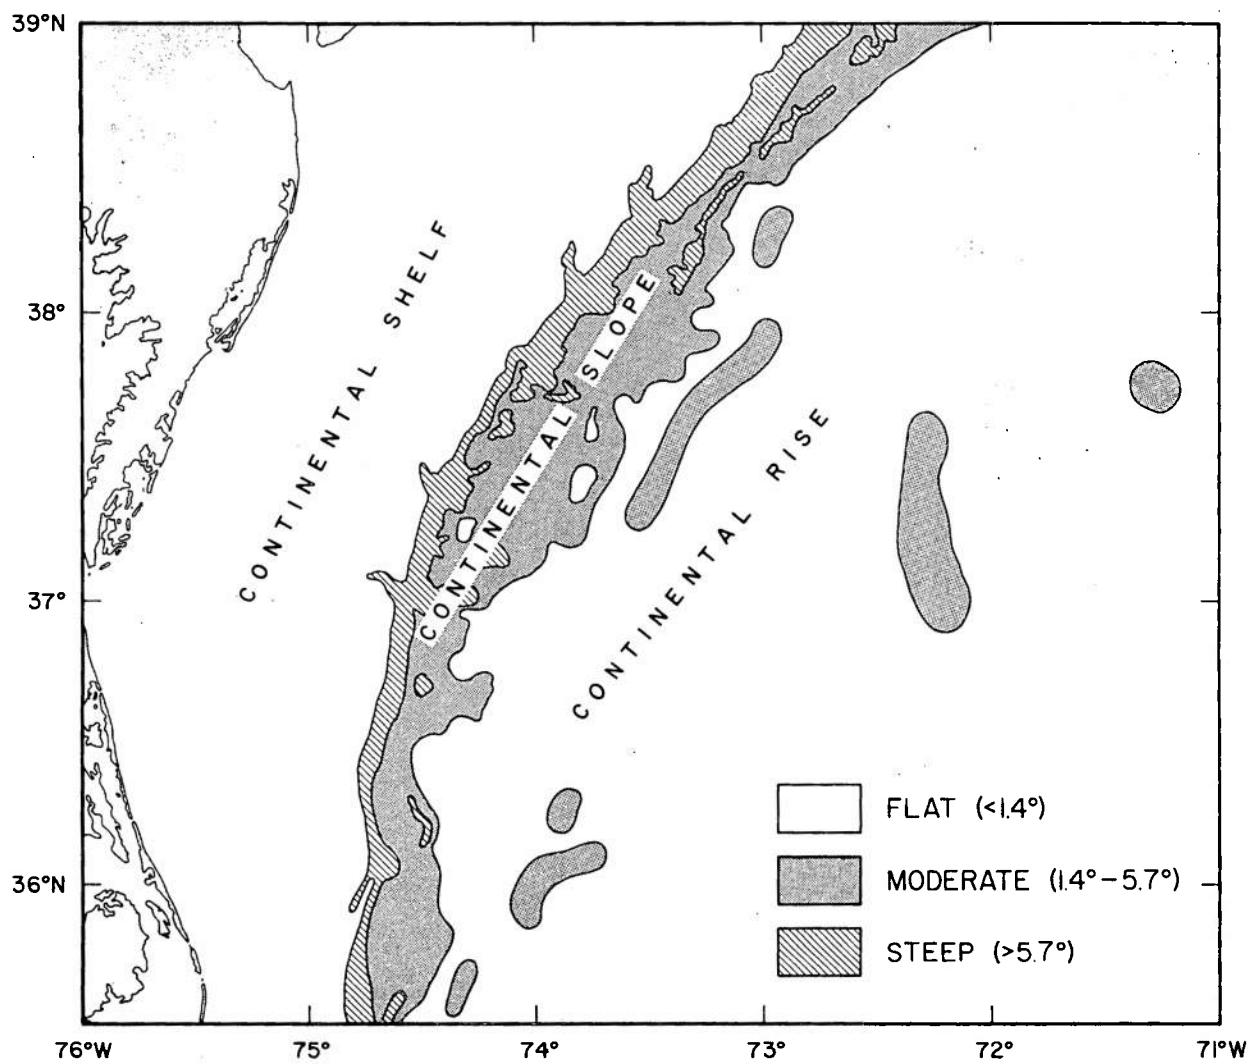 39°N
38°
37°
36°N
76°W
75°
74°
73°
72°
71°W
CONTINENTAL SHELF
CONTINENTAL SLOPE
CONTINENTAL RISE
FLAT (<1.4°)
MODERATE (1.4°-5.7°)
STEEP (>5.7°)